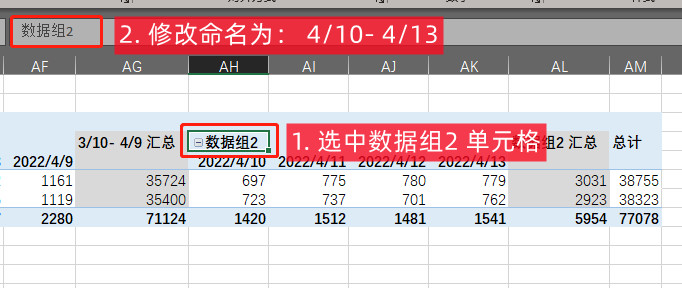 数据组2
2. 修改命名为： 4/10- 4/13
AF AG AH AI AJ AK AL AM
3/10- 4/9 汇总 数据组2 1. 选中数据组2 单元格 2 汇总 总计
2022/4/9 2022/4/10 2022/4/11 2022/4/12 2022/4/13
1161 35724 697 775 780 779 3031 38755
1119 35400 723 737 701 762 2923 38323
2280 71124 1420 1512 1481 1541 5954 77078